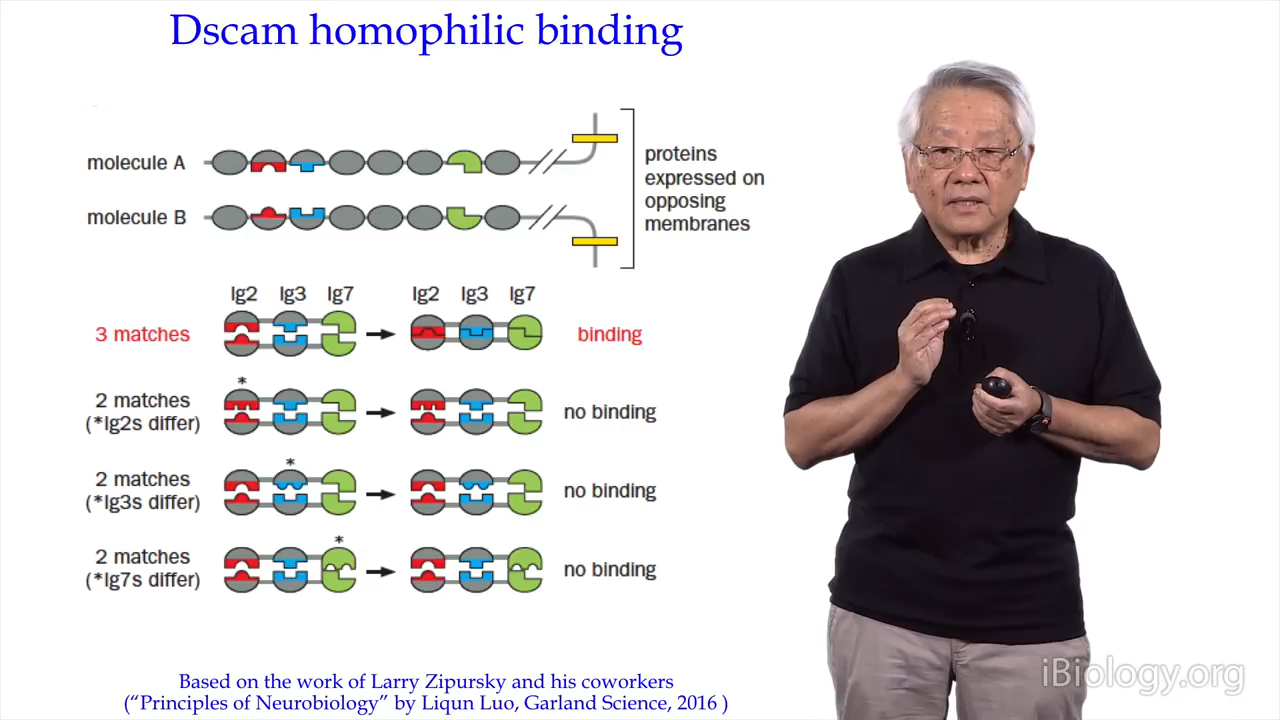 Dscam homophilic binding
molecule A
molecule B
proteins
expressed on
opposing
membranes
Ig2 Ig3 Ig7 Ig2 Ig3 Ig7
3 matches binding
*
2 matches
(*Ig2s differ) no binding
*
2 matches
(*Ig3s differ) no binding
*
2 matches
(*Ig7s differ) no binding
Based on the work of Larry Zipursky and his coworkers
(“Principles of Neurobiology” by Liqun Luo, Garland Science, 2016 )
iBiology.org